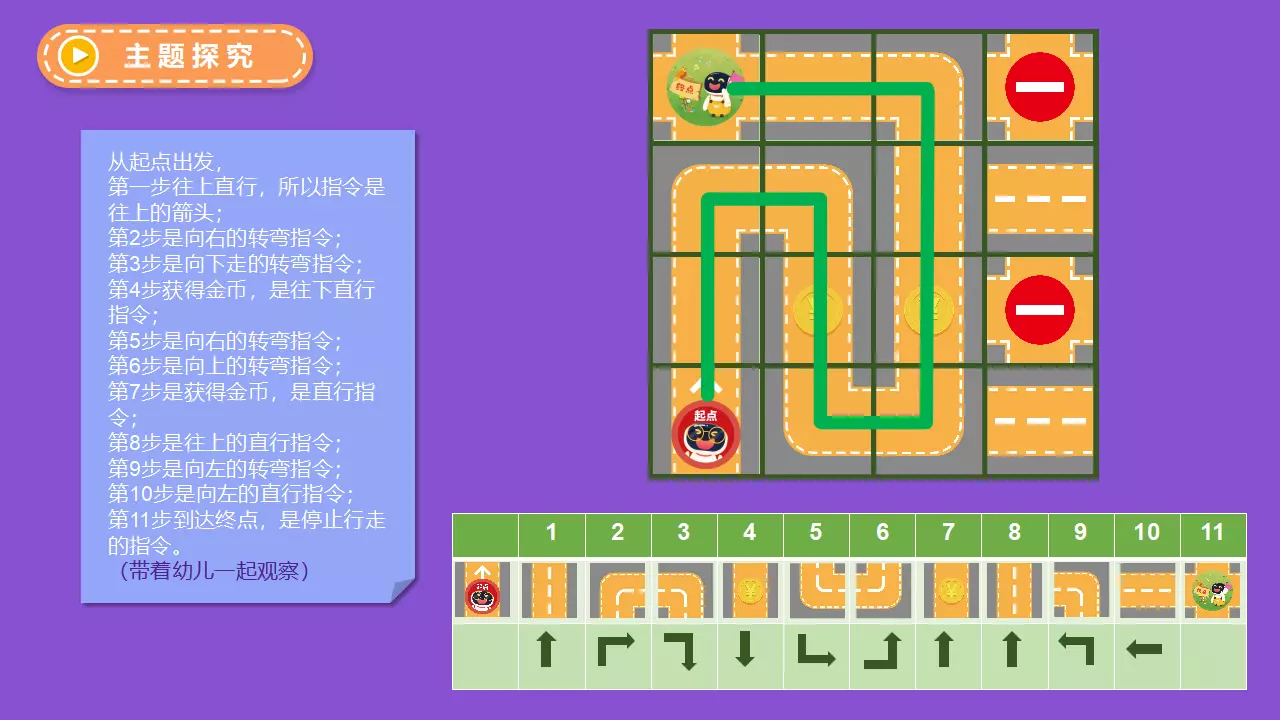 主题探究
从起点出发，
第一步往上直行，所以指令是
往上的箭头；
第2步是向右的转弯指令；
第3步是向下走的转弯指令；
第4步获得金币，是往下直行
指令；
第5步是向右的转弯指令；
第6步是向上的转弯指令；
第7步是获得金币，是直行指
令；
第8步是往上的直行指令；
第9步是向左的转弯指令；
第10步是向左的直行指令；
第11步到达终点，是停止行走
的指令。
（带着幼儿一起观察）
终点
¥ ¥
起点
1 2 3 4 5 6 7 8 9 10 11
起点 ¥ ¥ 终点